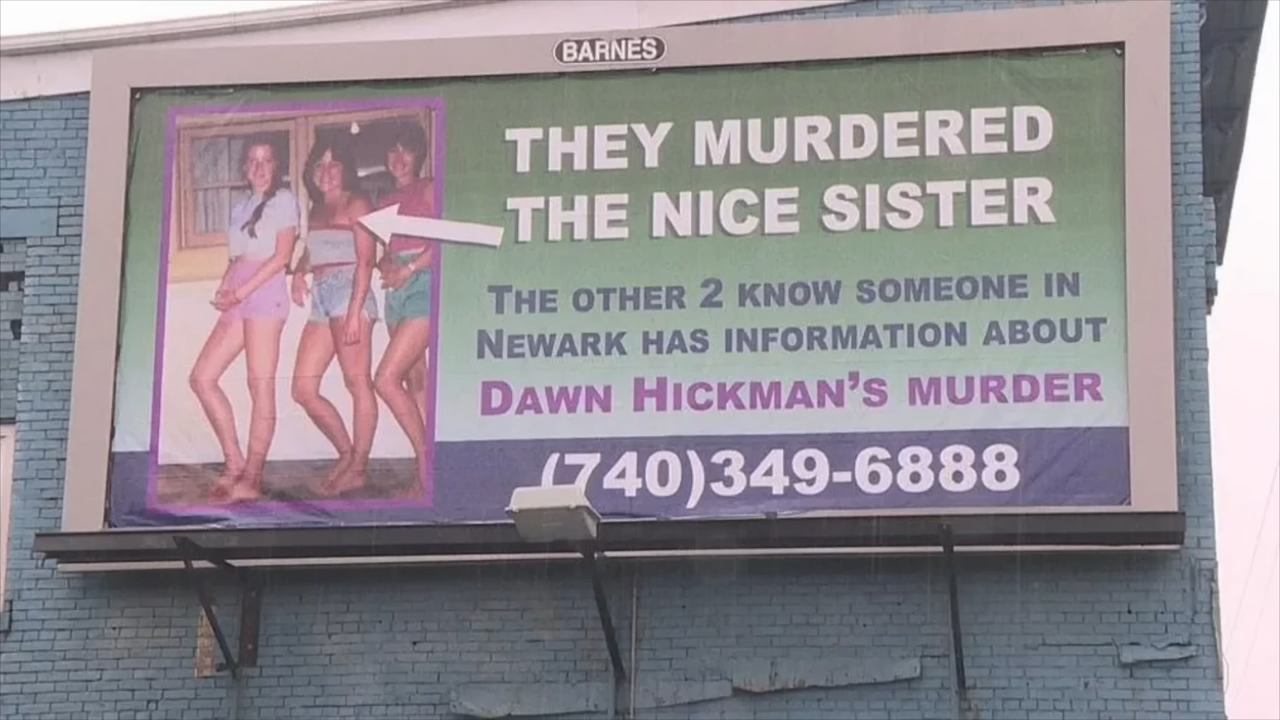 BARNES
THEY MURDERED
THE NICE SISTER
THE OTHER 2 KNOW SOMEONE IN
NEWARK HAS INFORMATION ABOUT
DAWN HICKMAN'S MURDER
(740)349-6888